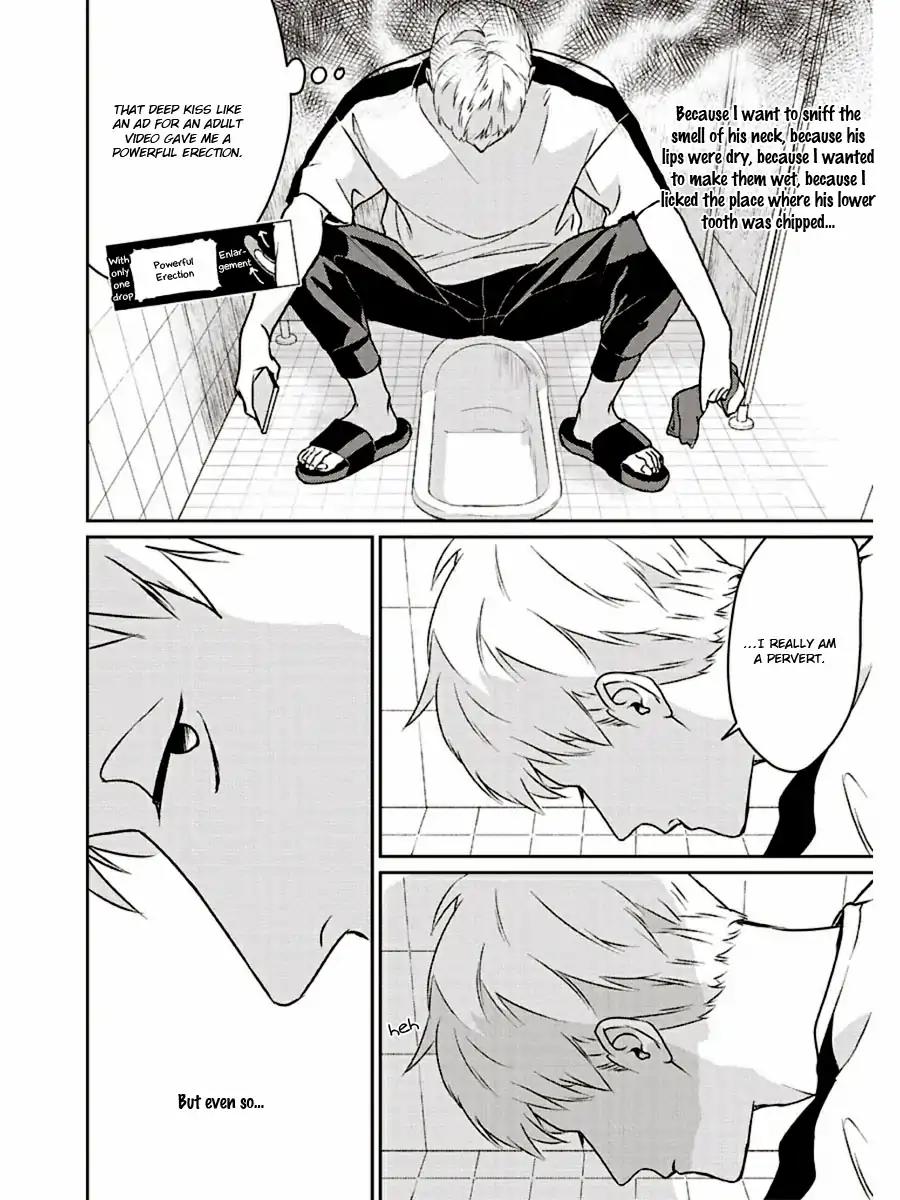 THAT DEEP KISS LIKE
AN AD FOR AN ADULT
VIDEO GAVE ME A
POWERFUL ERECTION.
Because I want to sniff the
smell of his neck, because his
lips were dry, because I wanted
to make them wet, because I
licked the place where his lower
tooth was chipped...
With
only
one
drop
Powerful
Erection
Enlar-
gement
...I REALLY AM
A PERVERT.
heh
But even so...